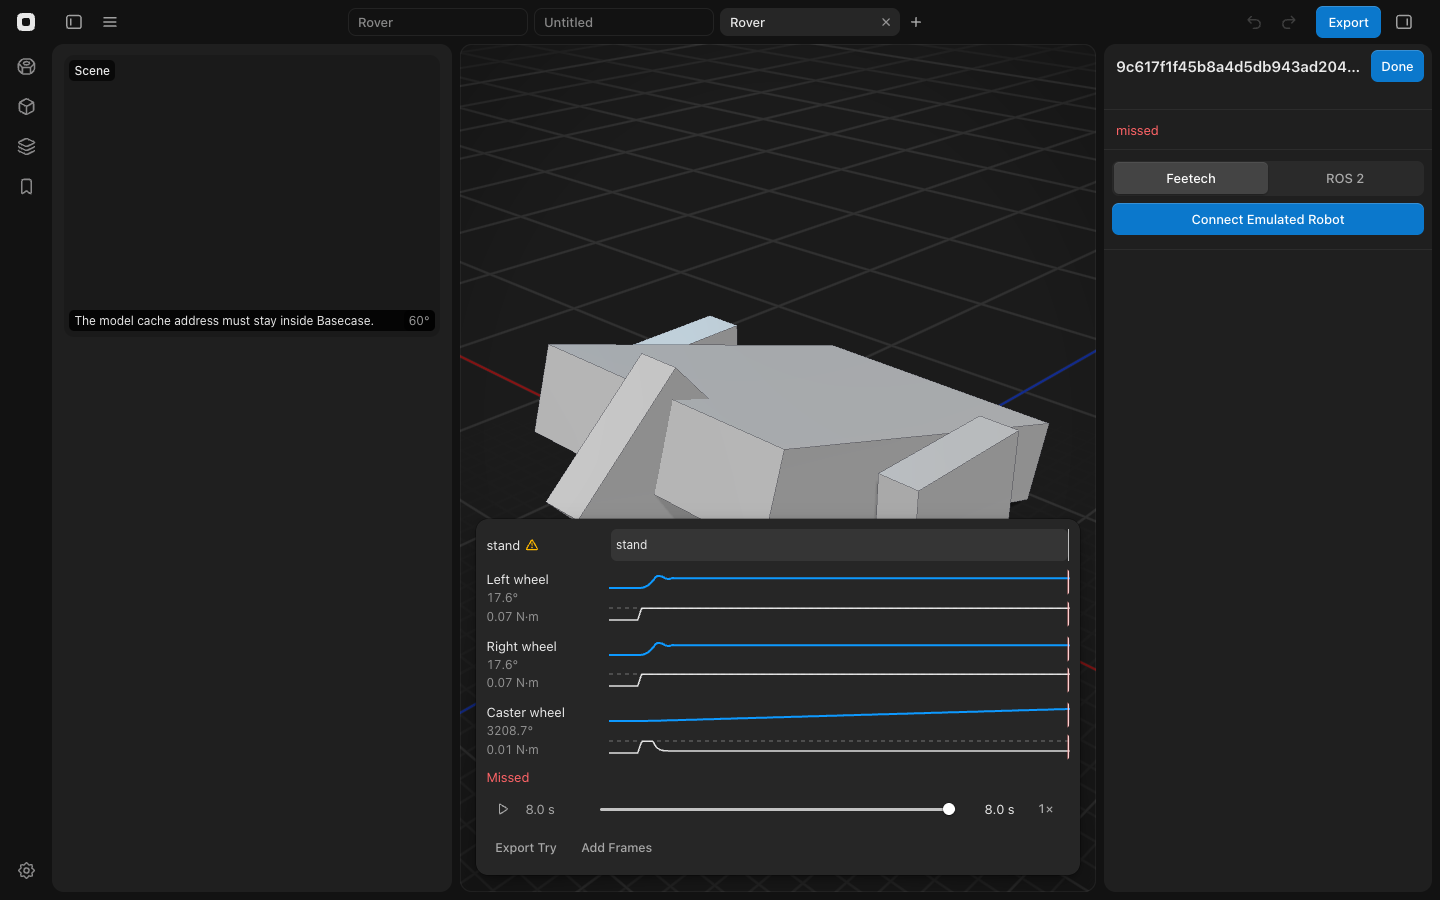 Rover
Untitled
Rover
Export
Scene
The model cache address must stay inside Basecase.
60°
9c617f1f45b8a4d5db943ad204...
Done
missed
Feetech
ROS 2
Connect Emulated Robot
stand
stand
Left wheel
17.6°
0.07 N·m
Right wheel
17.6°
0.07 N·m
Caster wheel
3208.7°
0.01 N·m
Missed
8.0 s
8.0 s
1×
Export Try
Add Frames